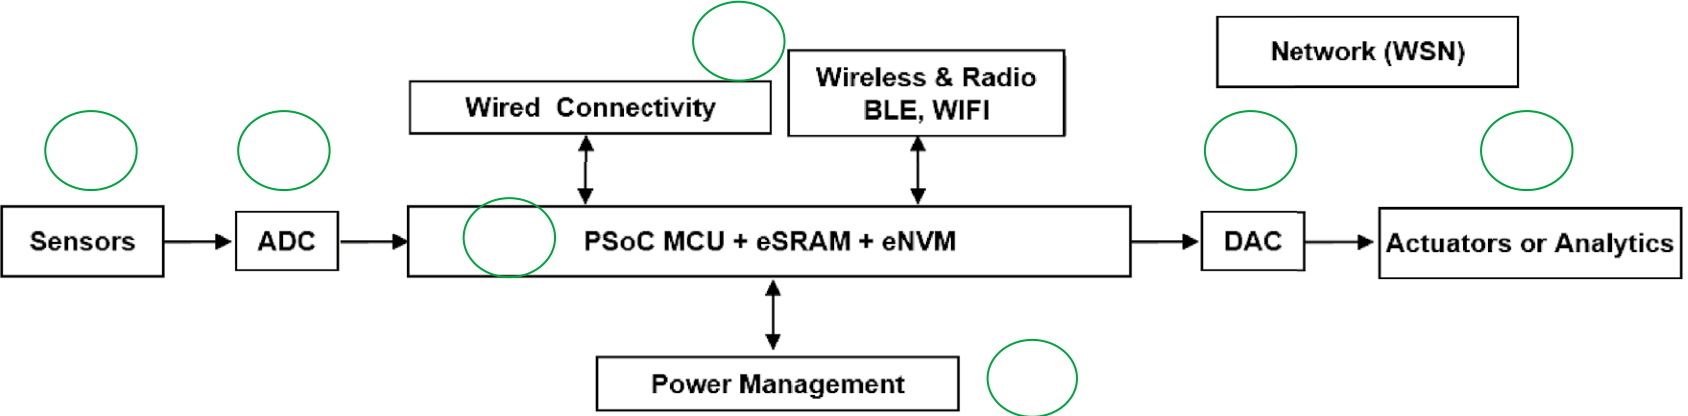 Network (WSN)
Wireless & Radio
BLE, WIFI
Wired Connectivity
Sensors
ADC
PSoC MCU + eSRAM + eNVM
DAC
Actuators or Analytics
Power Management